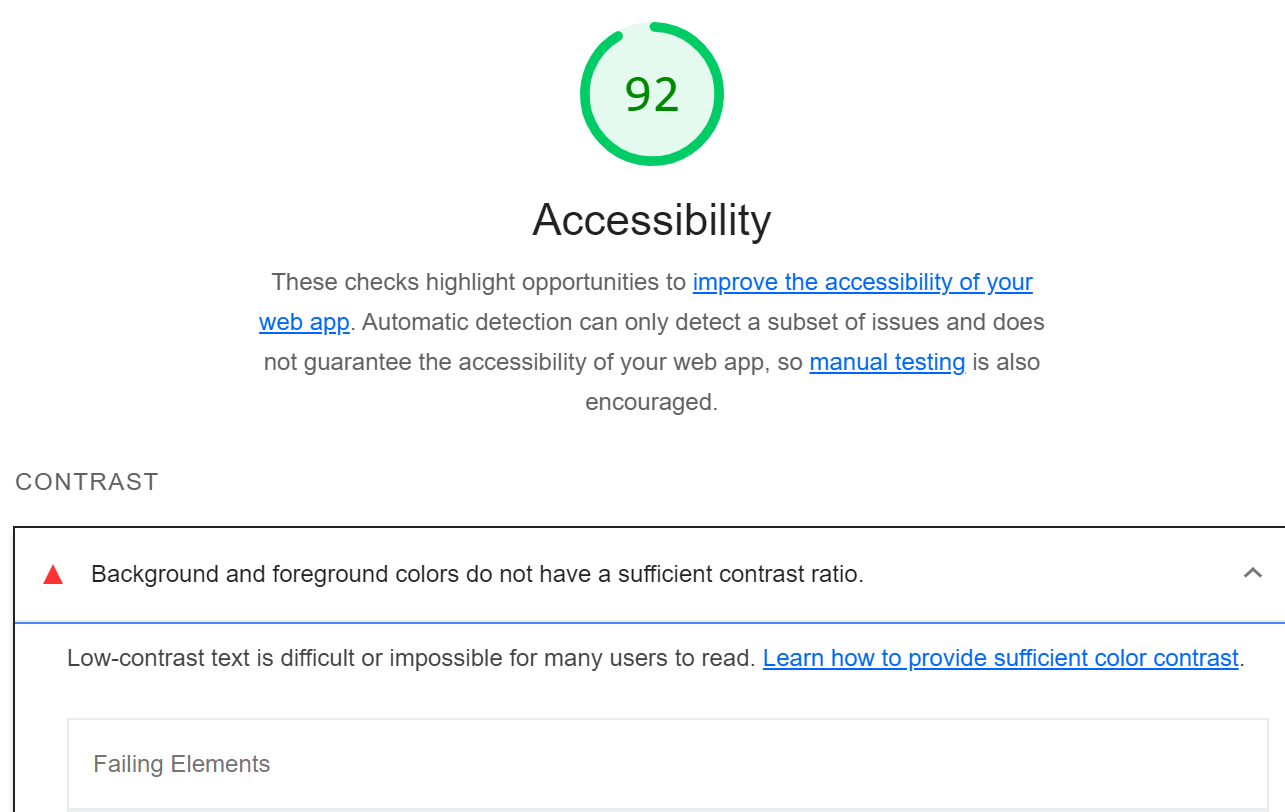 92
Accessibility
These checks highlight opportunities to improve the accessibility of your
web app. Automatic detection can only detect a subset of issues and does
not guarantee the accessibility of your web app, so manual testing is also
encouraged.
CONTRAST
Background and foreground colors do not have a sufficient contrast ratio.
Low-contrast text is difficult or impossible for many users to read. Learn how to provide sufficient color contrast.
Failing Elements